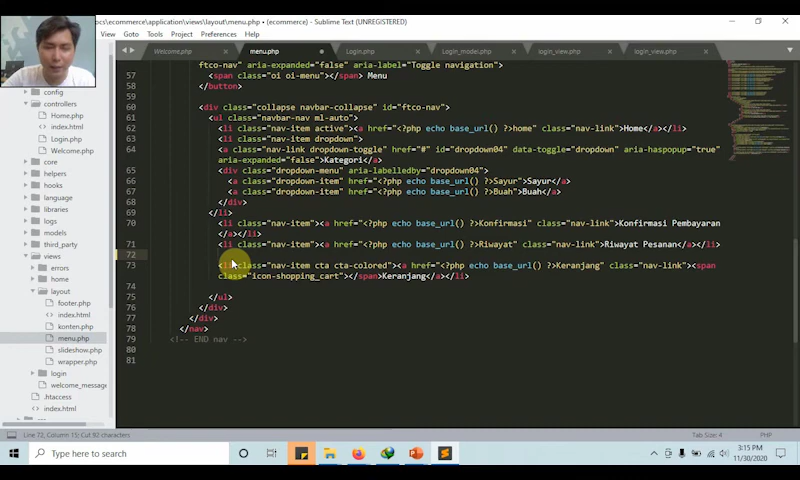 ocs\ecommerce\application\views\layout\menu.php (ecommerce) - Sublime Text (UNREGISTERED)
View Goto Tools Project Preferences Help
Welcome.php × menu.php Login.php × Login_model.php × login_view.php × login_view.php ×
ftco-nav" aria-expanded="false" aria-label="Toggle navigation">
57 <span class="oi oi-menu"></span> Menu
58 </button>
59
60 <div class="collapse navbar-collapse" id="ftco-nav">
61 <ul class="navbar-nav ml-auto">
62 <li class="nav-item active"><a href="<?php echo base_url() ?>home" class="nav-link">Home</a></li>
63 <li class="nav-item dropdown">
64 <a class="nav-link dropdown-toggle" href="#" id="dropdown04" data-toggle="dropdown" aria-haspopup="true"
aria-expanded="false">Kategori</a>
65 <div class="dropdown-menu" aria-labelledby="dropdown04">
66 <a class="dropdown-item" href="<?php echo base_url() ?>Sayur">Sayur</a>
67 <a class="dropdown-item" href="<?php echo base_url() ?>Buah">Buah</a>
68 </div>
69 </li>
70 <li class="nav-item"><a href="<?php echo base_url() ?>Konfirmasi" class="nav-link">Konfirmasi Pembayaran
</a></li>
71 <li class="nav-item"><a href="<?php echo base_url() ?>Riwayat" class="nav-link">Riwayat Pesanan</a></li>
72
73 <li class="nav-item cta cta-colored"><a href="<?php echo base_url() ?>Keranjang" class="nav-link"><span
class="icon-shopping_cart"></span>Keranjang</a></li>
74
75 </ul>
76 </div>
77 </div>
78 </nav>
79 <!-- END nav -->
80
81
config
controllers
Home.php
index.html
Login.php
Welcome.php
core
helpers
hooks
language
libraries
logs
models
third_party
views
errors
home
layout
footer.php
index.html
konten.php
menu.php
slideshow.php
wrapper.php
login
welcome_message
.htaccess
index.html
Line 72, Column 15; Cut 92 characters
Tab Size: 4
PHP
Type here to search
3:15 PM
11/30/2020